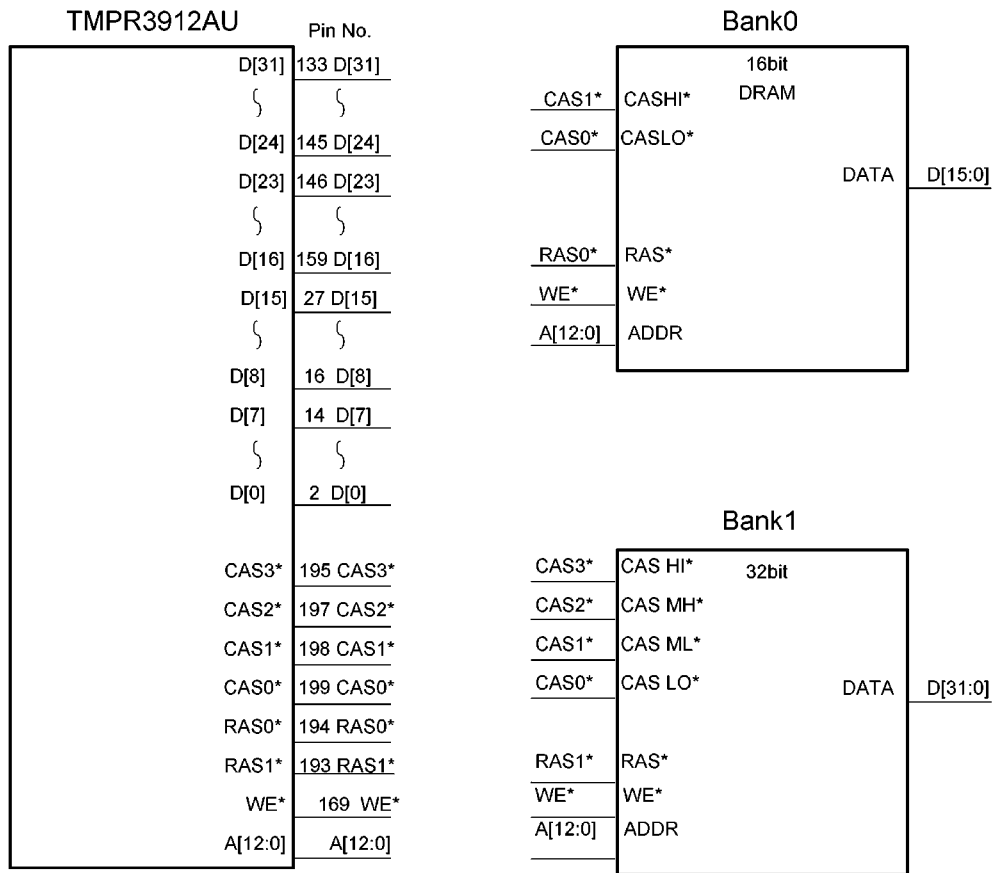 TMPR3912AU
Pin No.
D[31] 133 D[31]
D[24] 145 D[24]
D[23] 146 D[23]
D[16] 159 D[16]
D[15] 27 D[15]
D[8] 16 D[8]
D[7] 14 D[7]
D[0] 2 D[0]
CAS3* 195 CAS3*
CAS2* 197 CAS2*
CAS1* 198 CAS1*
CAS0* 199 CAS0*
RAS0* 194 RAS0*
RAS1* 193 RAS1*
WE* 169 WE*
A[12:0] A[12:0]
Bank0
16bit
DRAM
CAS1* CASHI*
CAS0* CASLO*
DATA D[15:0]
RAS0* RAS*
WE* WE*
A[12:0] ADDR
Bank1
32bit
CAS3* CAS HI*
CAS2* CAS MH*
CAS1* CAS ML*
CAS0* CAS LO*
DATA D[31:0]
RAS1* RAS*
WE* WE*
A[12:0] ADDR